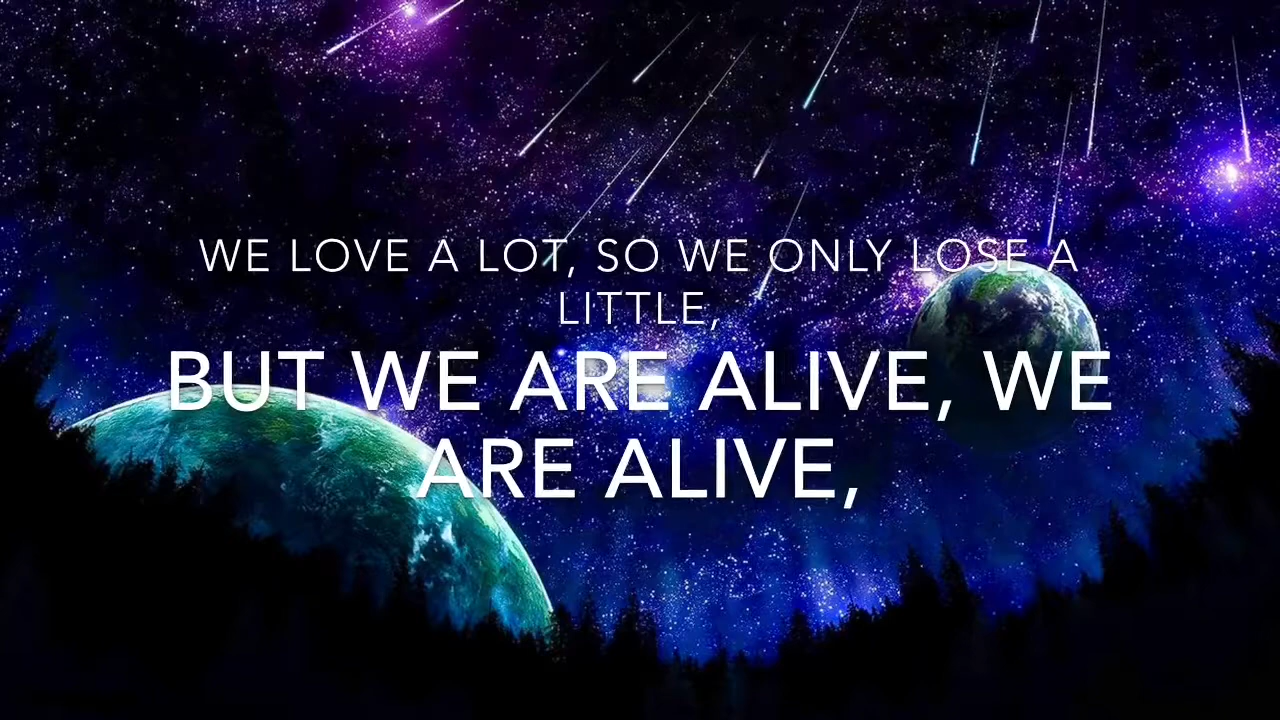 WE LOVE A LOT, SO WE ONLY LOSE A
LITTLE,
BUT WE ARE ALIVE, WE
ARE ALIVE,